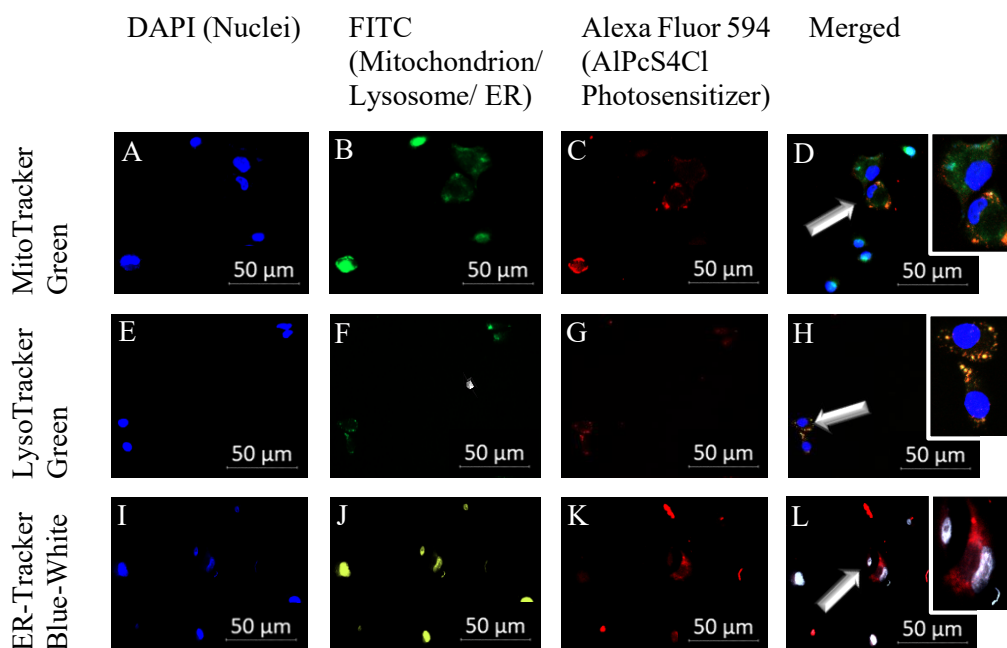 DAPI (Nuclei)
FITC
(Mitochondrion/
Lysosome/ ER)
Alexa Fluor 594
(AlPcS4Cl
Photosensitizer)
Merged
MitoTracker
Green
A
50 μm
B
50 μm
C
50 μm
D
50 μm
LysoTracker
Green
E
50 μm
F
50 μm
G
50 μm
H
50 μm
ER-Tracker
Blue-White
I
50 μm
J
50 μm
K
50 μm
L
50 μm